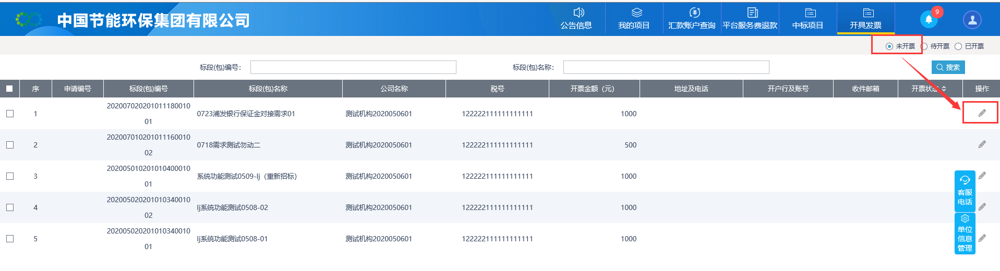 中国节能环保集团有限公司
公告信息 我的项目 汇款账户查询 平台服务费退款 中标项目 开具发票 9
未开票 待开票 已开票
标段(包)编号： 标段(包)名称： 搜索
序 申请编号 标段(包)编号 标段(包)名称 公司名称 税号 开票金额（元） 地址及电话 开户行及账号 收件邮箱 开票状态 操作
202007020201011180010
1 0723浦发银行保证金对接需求01 测试机构2020050601 122222111111111111 1000
01
202007010201011160010
2 0718需求测试勿动二 测试机构2020050601 122222111111111111 500
02
202005010201010400010
3 系统功能测试0509-lj（重新招标） 测试机构2020050601 122222111111111111 1000
01
202005020201010340010
4 lj系统功能测试0508-02 测试机构2020050601 122222111111111111 1000
02
202005020201010340010
5 lj系统功能测试0508-01 测试机构2020050601 122222111111111111 1000
01
客服
电话
单位
信息
管理